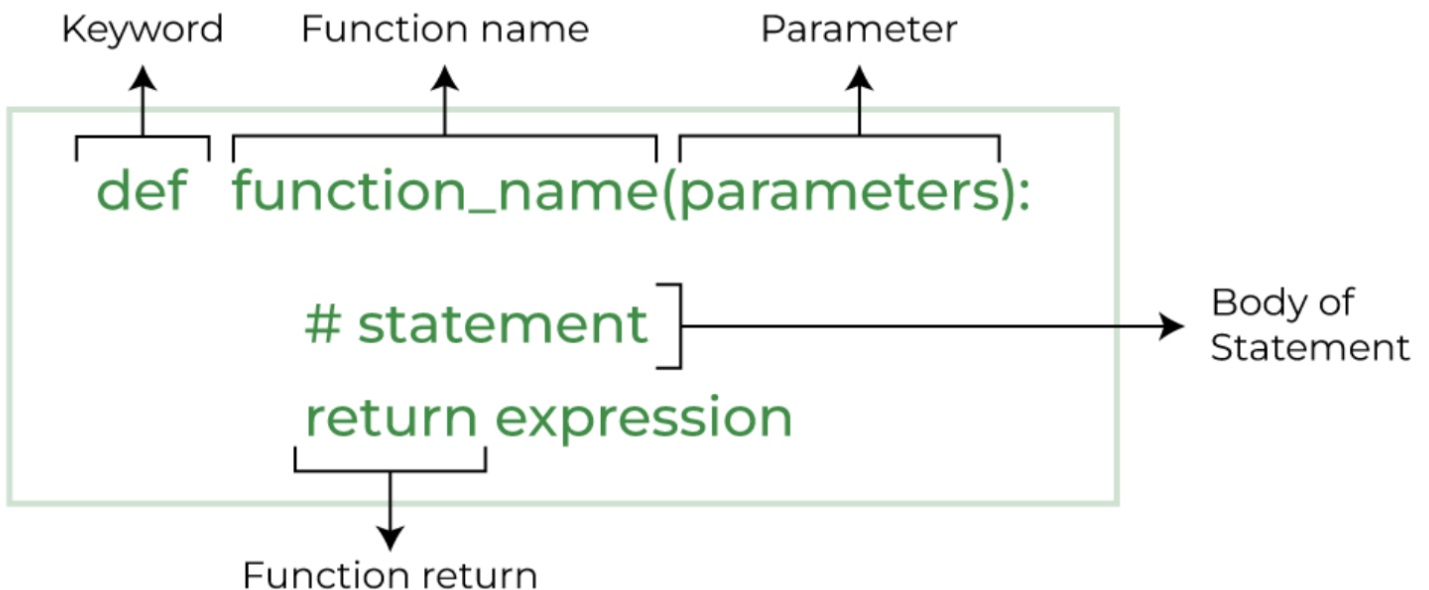 Keyword
Function name
Parameter
def function_name(parameters):
# statement
Body of
Statement
return expression
Function return